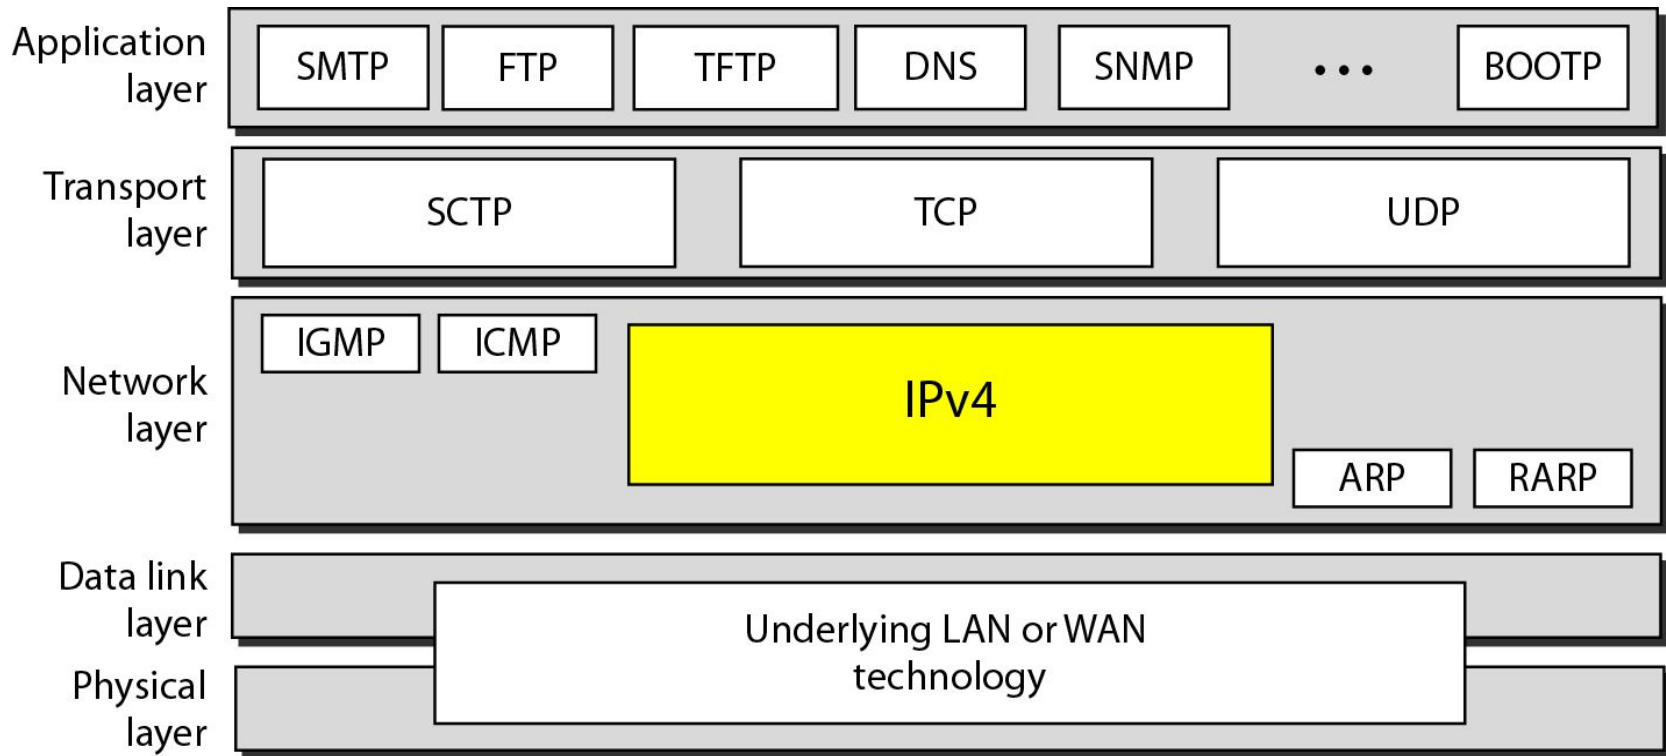 Application
layer
SMTP
FTP
TFTP
DNS
SNMP
...
BOOTP
Transport
layer
SCTP
TCP
UDP
Network
layer
IGMP
ICMP
IPv4
ARP
RARP
Data link
layer
Underlying LAN or WAN
technology
Physical
layer